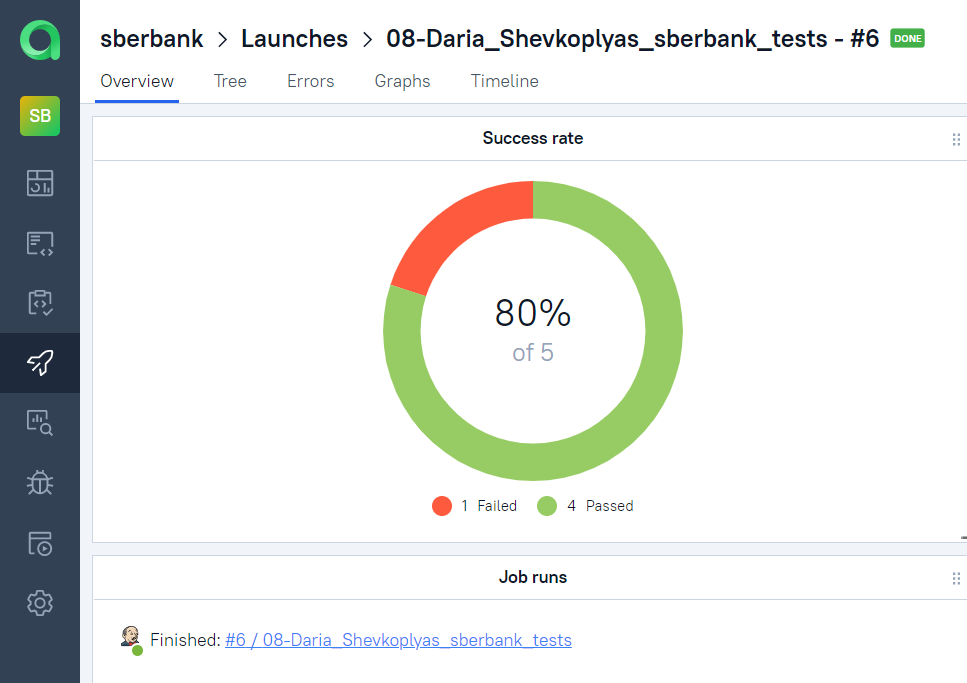 sberbank > Launches > 08-Daria_Shevkoplyas_sberbank_tests - #6 DONE
Overview Tree Errors Graphs Timeline
SB
Success rate
80%
of 5
1 Failed 4 Passed
Job runs
Finished: #6 / 08-Daria_Shevkoplyas_sberbank_tests